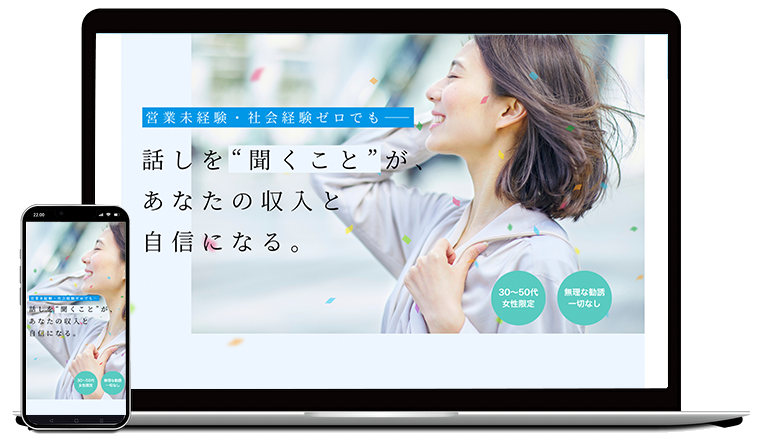 営業未経験・社会経験ゼロでも──
話しを“聞くこと”が、
あなたの収入と
自信になる。
30〜50代
女性限定
無理な勧誘
一切なし
22:00
営業未経験・社会経験ゼロでも──
話しを“聞くこと”が、
あなたの収入と
自信になる。
30〜50代
女性限定
無理な勧誘
一切なし